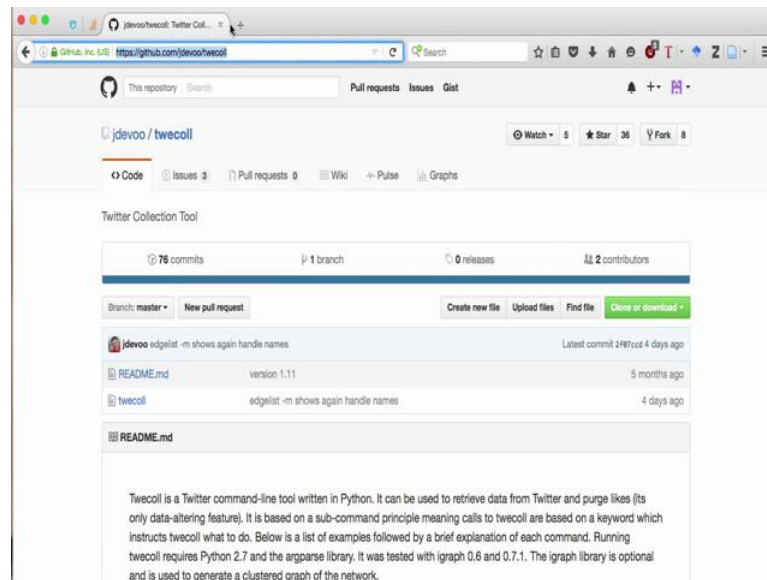 jdevoo/twecoll: Twitter Coll...
GitHub, Inc. (US) https://github.com/jdevoo/twecoll
Search
This repository Search Pull requests Issues Gist
jdevoo / twecoll Watch 5 Star 36 Fork 8
Code Issues 3 Pull requests 0 Wiki Pulse Graphs
Twitter Collection Tool
76 commits 1 branch 0 releases 2 contributors
Branch: master New pull request Create new file Upload files Find file Clone or download
jdevoo edgelist -m shows again handle names Latest commit 2f07ccd 4 days ago
README.md version 1.11 5 months ago
twecoll edgelist -m shows again handle names 4 days ago
README.md
Twecoll is a Twitter command-line tool written in Python. It can be used to retrieve data from Twitter and purge likes (its
only data-altering feature). It is based on a sub-command principle meaning calls to twecoll are based on a keyword which
instructs twecoll what to do. Below is a list of examples followed by a brief explanation of each command. Running
twecoll requires Python 2.7 and the argparse library. It was tested with igraph 0.6 and 0.7.1. The igraph library is optional
and is used to generate a clustered graph of the network.